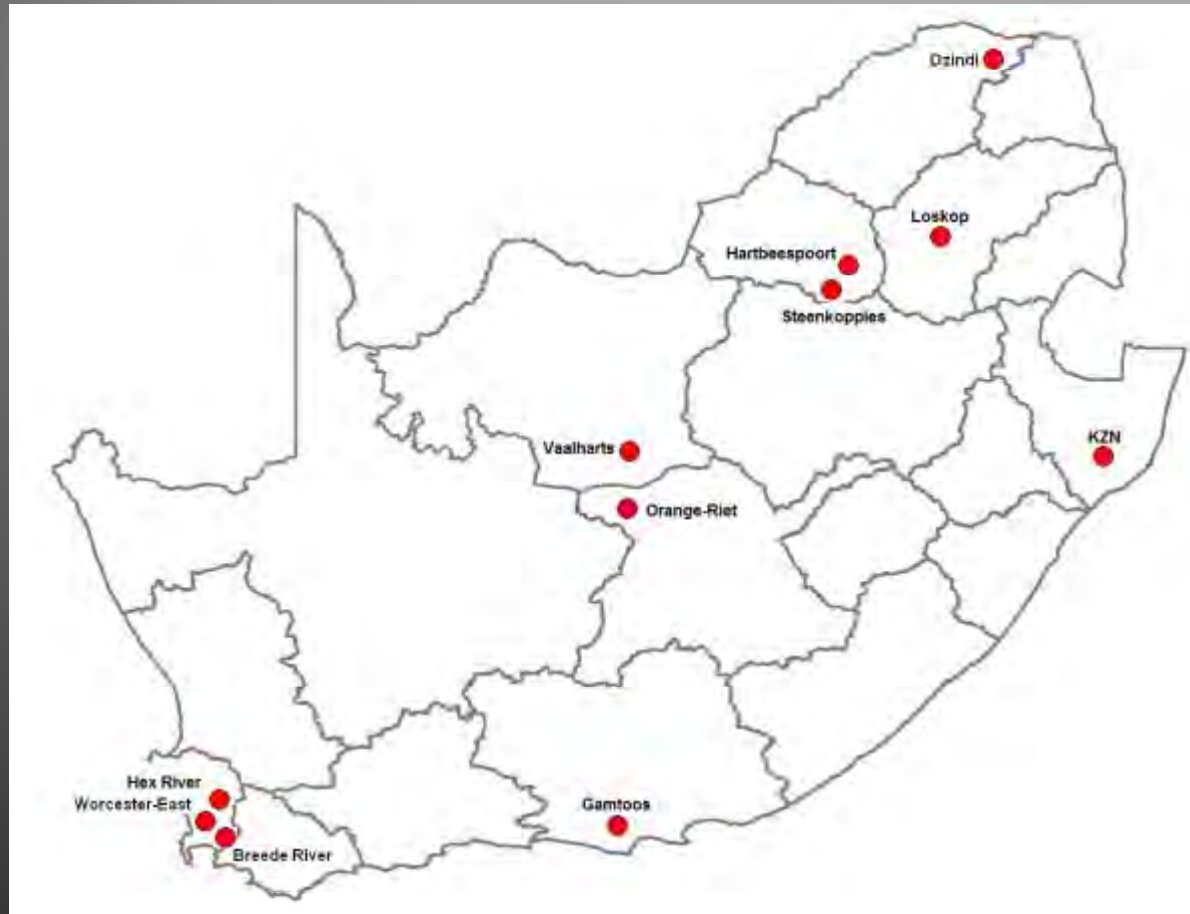 Dzindi
Loskop
Hartbeespoort
Steenkoppies
Vaalharts
KZN
Orange-Riet
Hex River
Worcester-East
Gamtoos
Breede River